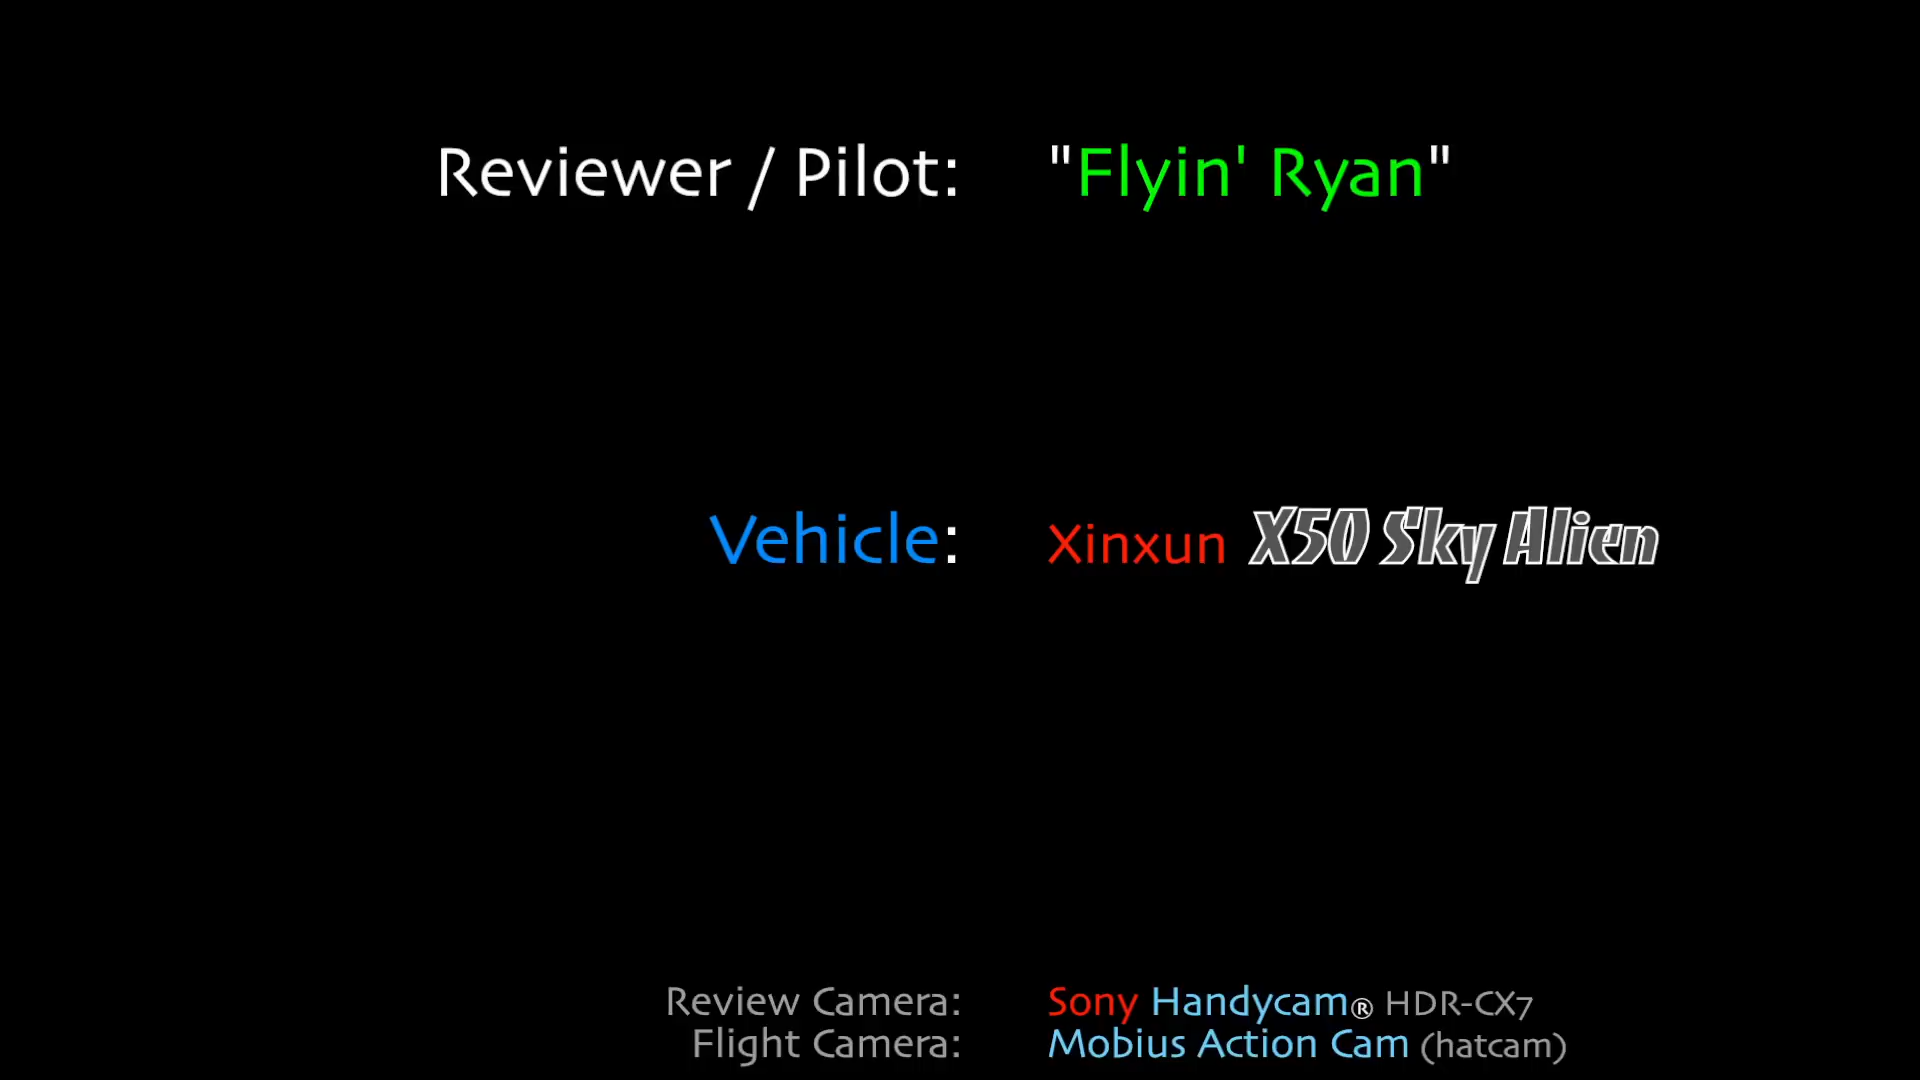 Reviewer / Pilot: "Flyin' Ryan"
Vehicle: Xinxun X50 Sky Alien
Review Camera: Sony Handycam® HDR-CX7
Flight Camera: Mobius Action Cam (hatcam)